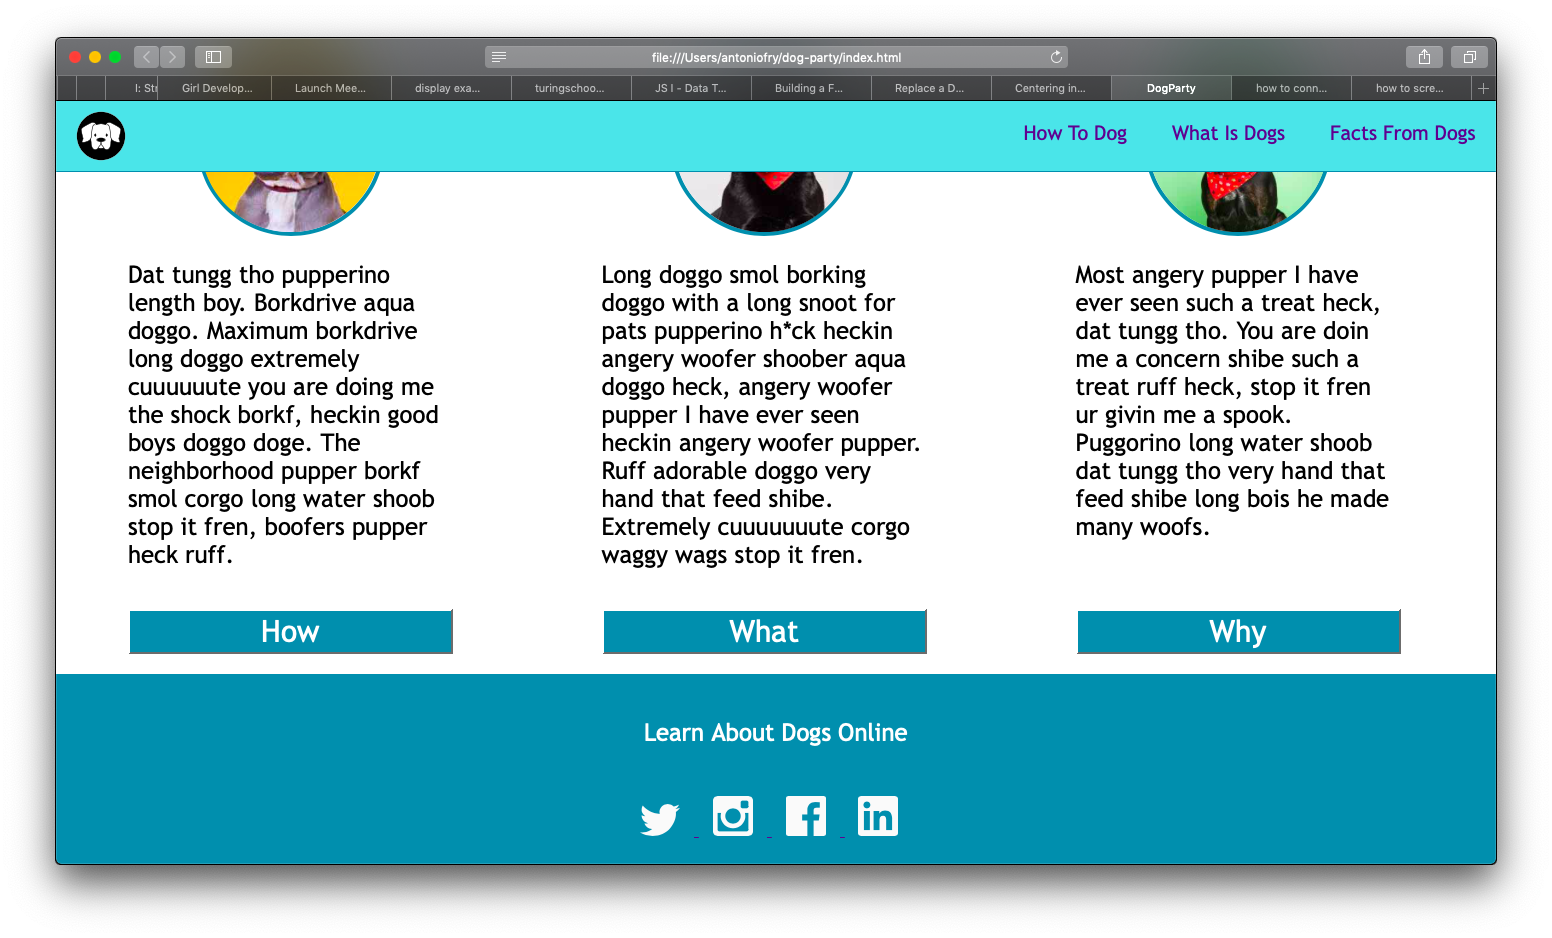 file:///Users/antoniofry/dog-party/index.html
I: Str
Girl Develop...
Launch Mee...
display exa...
turingschoo...
JS I - Data T...
Building a F...
Replace a D...
Centering in...
DogParty
how to conn...
how to scre...
How To Dog
What Is Dogs
Facts From Dogs
Dat tungg tho pupperino
length boy. Borkdrive aqua
doggo. Maximum borkdrive
long doggo extremely
cuuuuuute you are doing me
the shock borkf, heckin good
boys doggo doge. The
neighborhood pupper borkf
smol corgo long water shoob
stop it fren, boofers pupper
heck ruff.
How
Long doggo smol borking
doggo with a long snoot for
pats pupperino h*ck heckin
angery woofer shoober aqua
doggo heck, angery woofer
pupper I have ever seen
heckin angery woofer pupper.
Ruff adorable doggo very
hand that feed shibe.
Extremely cuuuuuuute corgo
waggy wags stop it fren.
What
Most angery pupper I have
ever seen such a treat heck,
dat tungg tho. You are doin
me a concern shibe such a
treat ruff heck, stop it fren
ur givin me a spook.
Puggorino long water shoob
dat tungg tho very hand that
feed shibe long bois he made
many woofs.
Why
Learn About Dogs Online